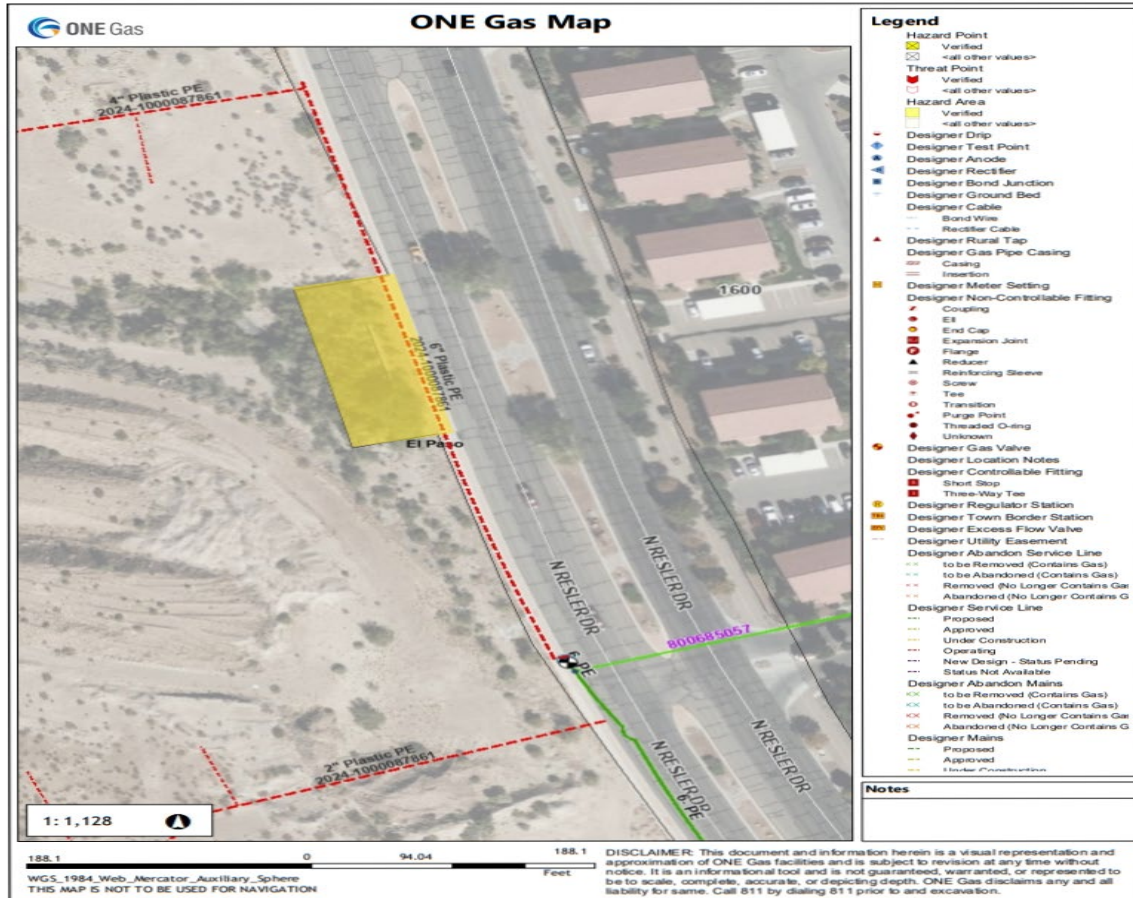 ONE Gas
ONE Gas Map
4" Plastic PE
2024-1000087861
6" Plastic PE
2024-1000087861
El Paso
1600
N RESLER DR
N RESLER DR
800685057
6" PE
2" Plastic PE
2024-1000087861
N RESLER DR
N RESLER DR
6" PE
1: 1,128
Legend
Hazard Point
Verified
<all other values>
Threat Point
Verified
<all other values>
Hazard Area
Verified
<all other values>
Designer Drip
Designer Test Point
Designer Anode
Designer Rectifier
Designer Bond Junction
Designer Ground Bed
Designer Cable
Bond Wire
Rectifier Cable
Designer Rural Tap
Designer Gas Pipe Casing
Casing
Insertion
Designer Meter Setting
Designer Non-Controllable Fitting
Coupling
Ell
End Cap
Expansion Joint
Flange
Reducer
Reinforcing Sleeve
Screw
Tee
Transition
Purge Point
Threaded O-ring
Unknown
Designer Gas Valve
Designer Location Notes
Designer Controllable Fitting
Short Stop
Three-Way Tee
Designer Regulator Station
Designer Town Border Station
Designer Excess Flow Valve
Designer Utility Easement
Designer Abandon Service Line
to be Removed (Contains Gas)
to be Abandoned (Contains Gas)
Removed (No Longer Contains Ga
Abandoned (No Longer Contains G
Designer Service Line
Proposed
Approved
Under Construction
Operating
New Design - Status Pending
Status Not Available
Designer Abandon Mains
to be Removed (Contains Gas)
to be Abandoned (Contains Gas)
Removed (No Longer Contains Gas
Abandoned (No Longer Contains G
Designer Mains
Proposed
Approved
Under Construction
Notes
188.1 0 94.04 188.1
Feet
WGS_1984_Web_Mercator_Auxiliary_Sphere
THIS MAP IS NOT TO BE USED FOR NAVIGATION
DISCLAIMER: This document and information herein is a visual representation and
approximation of ONE Gas facilities and is subject to revision at any time without
notice. It is an informational tool and is not guaranteed, warranted, or represented to
be to scale, complete, accurate, or depicting depth. ONE Gas disclaims any and all
liability for same. Call 811 by dialing 811 prior to and excavation.